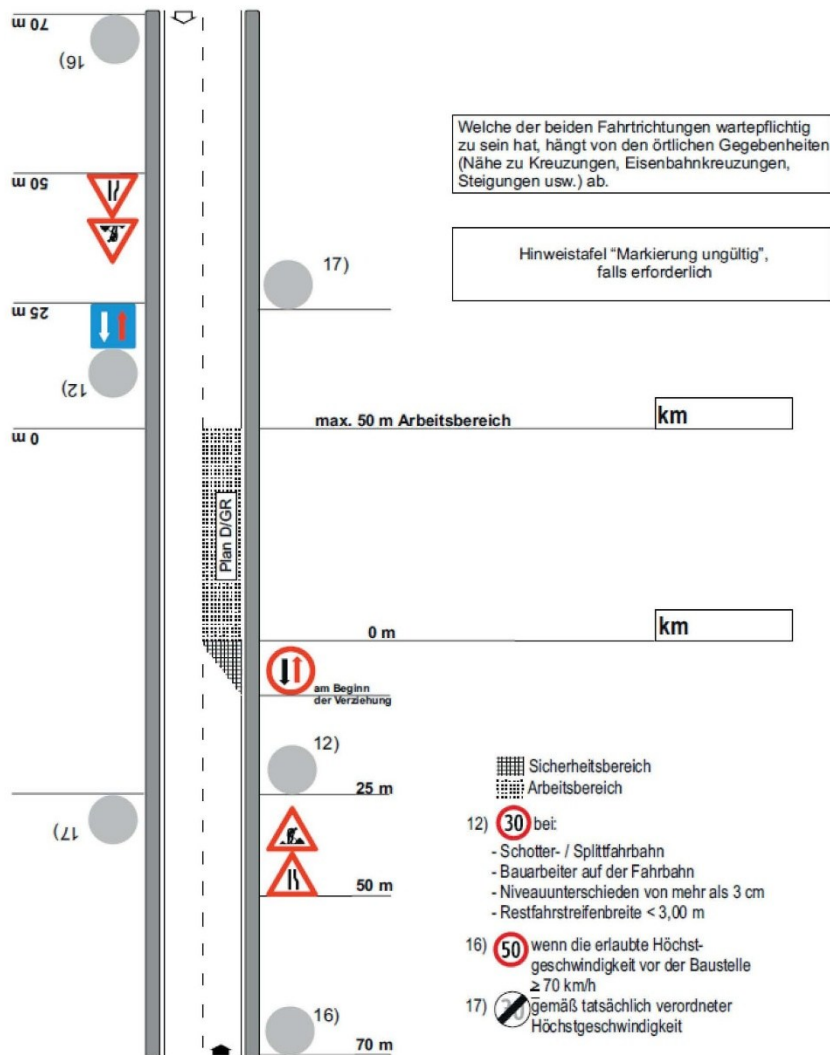 70 m
16)
50 m
25 m
12)
0 m
17)
Welche der beiden Fahrtrichtungen wartepflichtig
zu sein hat, hängt von den örtlichen Gegebenheiten
(Nähe zu Kreuzungen, Eisenbahnkreuzungen,
Steigungen usw.) ab.
Hinweistafel “Markierung ungültig”,
falls erforderlich
17)
max. 50 m Arbeitsbereich
km
Plan D/GR
0 m
km
am Beginn
der Verziehung
12)
25 m
50 m
16)
70 m
Sicherheitsbereich
Arbeitsbereich
12) 30 bei:
- Schotter- / Splittfahrbahn
- Bauarbeiter auf der Fahrbahn
- Niveauunterschieden von mehr als 3 cm
- Restfahrstreifenbreite < 3,00 m
16) 50 wenn die erlaubte Höchst-
geschwindigkeit vor der Baustelle
≥ 70 km/h
17) 30 gemäß tatsächlich verordneter
Höchstgeschwindigkeit